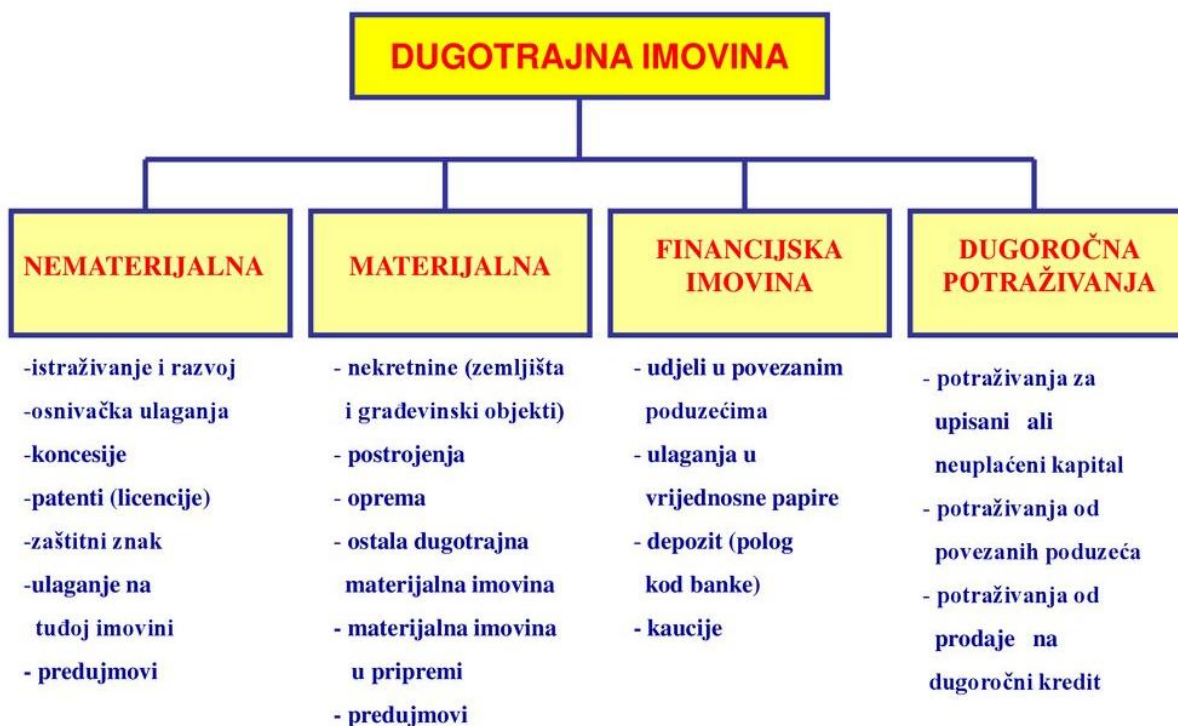 DUGOTRAJNA IMOVINA
NEMATERIJALNA
-istraživanje i razvoj
-osnivačka ulaganja
-koncesije
-patenti (licencije)
-zaštitni znak
-ulaganje na
tuđoj imovini
- predujmovi
MATERIJALNA
- nekretnine (zemljišta
i građevinski objekti)
- postrojenja
- oprema
- ostala dugotrajna
materijalna imovina
- materijalna imovina
u pripremi
- predujmovi
FINANCIJSKA
IMOVINA
- udjeli u povezanim
poduzećima
- ulaganja u
vrijednosne papire
- depozit (polog
kod banke)
- kaucije
DUGOROČNA
POTRAŽIVANJA
- potraživanja za
upisani ali
neuplaćeni kapital
- potraživanja od
povezanih poduzeća
- potraživanja od
prodaje na
dugoročni kredit